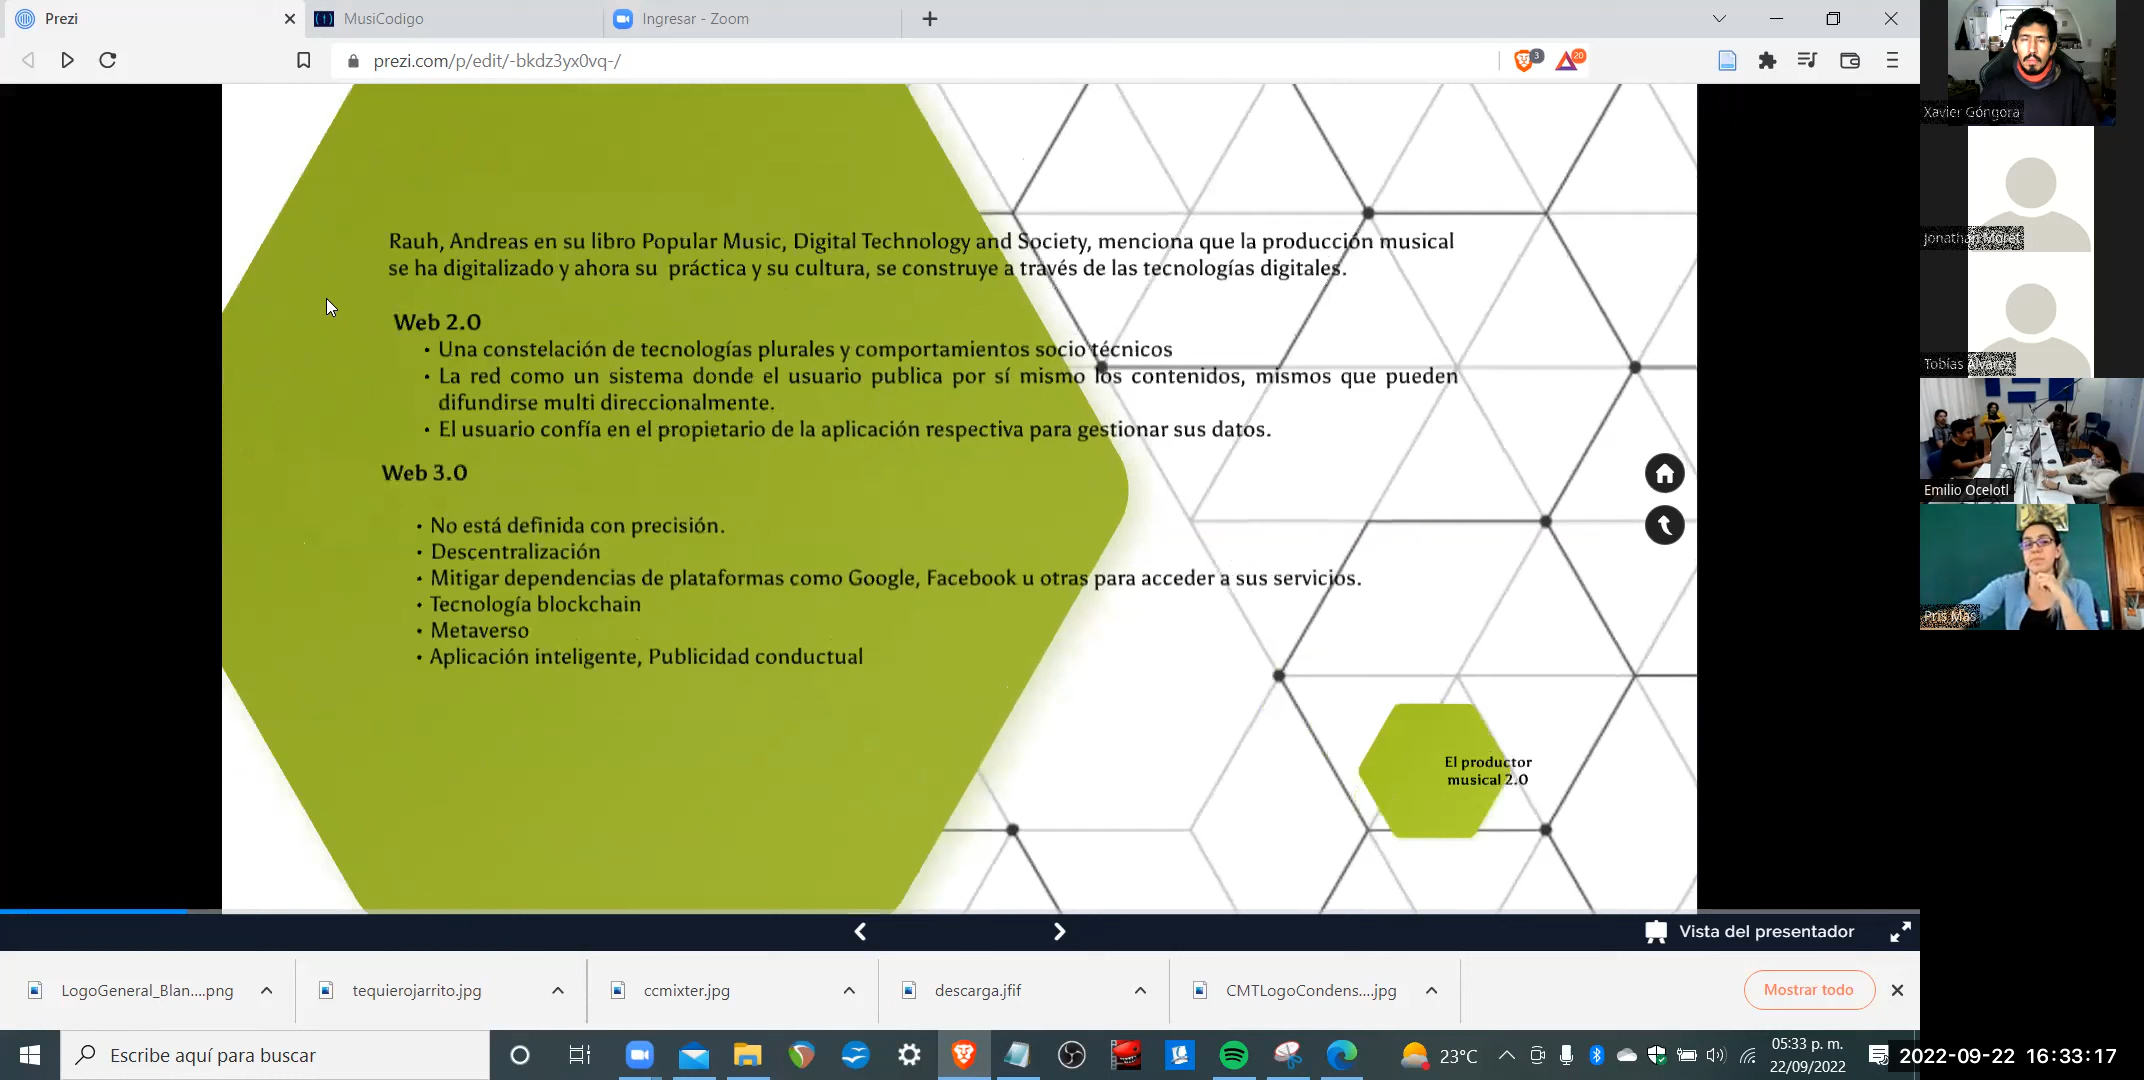 Prezi
MusiCodigo
Ingresar - Zoom
prezi.com/p/edit/-bkdz3yx0vq-/
3
20
Rauh, Andreas en su libro Popular Music, Digital Technology and Society, menciona que la producción musical
se ha digitalizado y ahora su práctica y su cultura, se construye a través de las tecnologías digitales.
Web 2.0
• Una constelación de tecnologías plurales y comportamientos socio técnicos
• La red como un sistema donde el usuario publica por sí mismo los contenidos, mismos que pueden
difundirse multi direccionalmente.
• El usuario confía en el propietario de la aplicación respectiva para gestionar sus datos.
Web 3.0
• No está definida con precisión.
• Descentralización
• Mitigar dependencias de plataformas como Google, Facebook u otras para acceder a sus servicios.
• Tecnología blockchain
• Metaverso
• Aplicación inteligente, Publicidad conductual
El productor
musical 2.0
Xavier Góngora
Jonathan Moret
Tobías Álvarez
Emilio Ocelotl
Pris Mas
Vista del presentador
LogoGeneral_Blan....png
tequierojarrito.jpg
ccmixter.jpg
descarga.jfif
CMTLogoCondens....jpg
Mostrar todo
Escribe aquí para buscar
23°C
05:33 p. m.
22/09/2022
2022-09-22 16:33:17